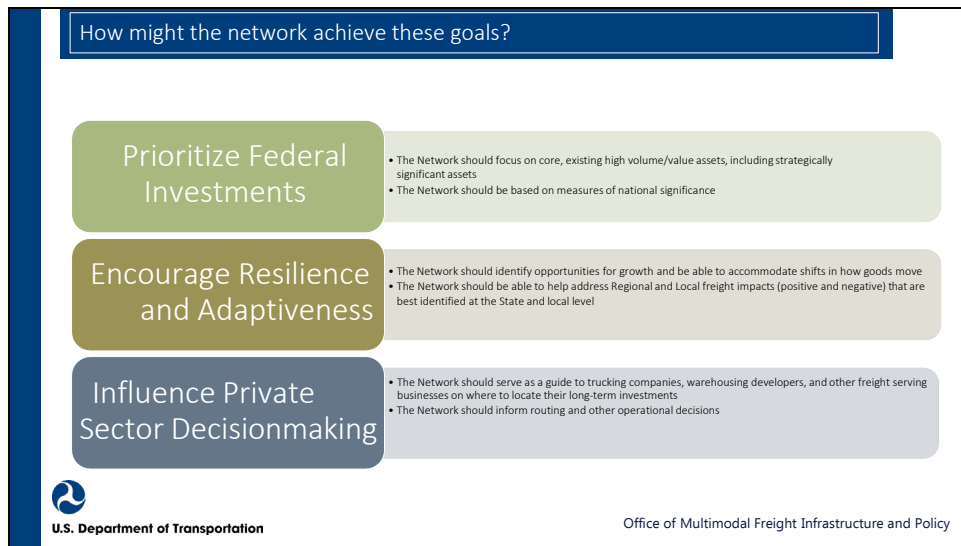 How might the network achieve these goals?
Prioritize Federal
Investments
• The Network should focus on core, existing high volume/value assets, including strategically
significant assets
• The Network should be based on measures of national significance
Encourage Resilience
and Adaptiveness
• The Network should identify opportunities for growth and be able to accommodate shifts in how goods move
• The Network should be able to help address Regional and Local freight impacts (positive and negative) that are
best identified at the State and local level
Influence Private
Sector Decisionmaking
• The Network should serve as a guide to trucking companies, warehousing developers, and other freight serving
businesses on where to locate their long-term investments
• The Network should inform routing and other operational decisions
U.S. Department of Transportation
Office of Multimodal Freight Infrastructure and Policy